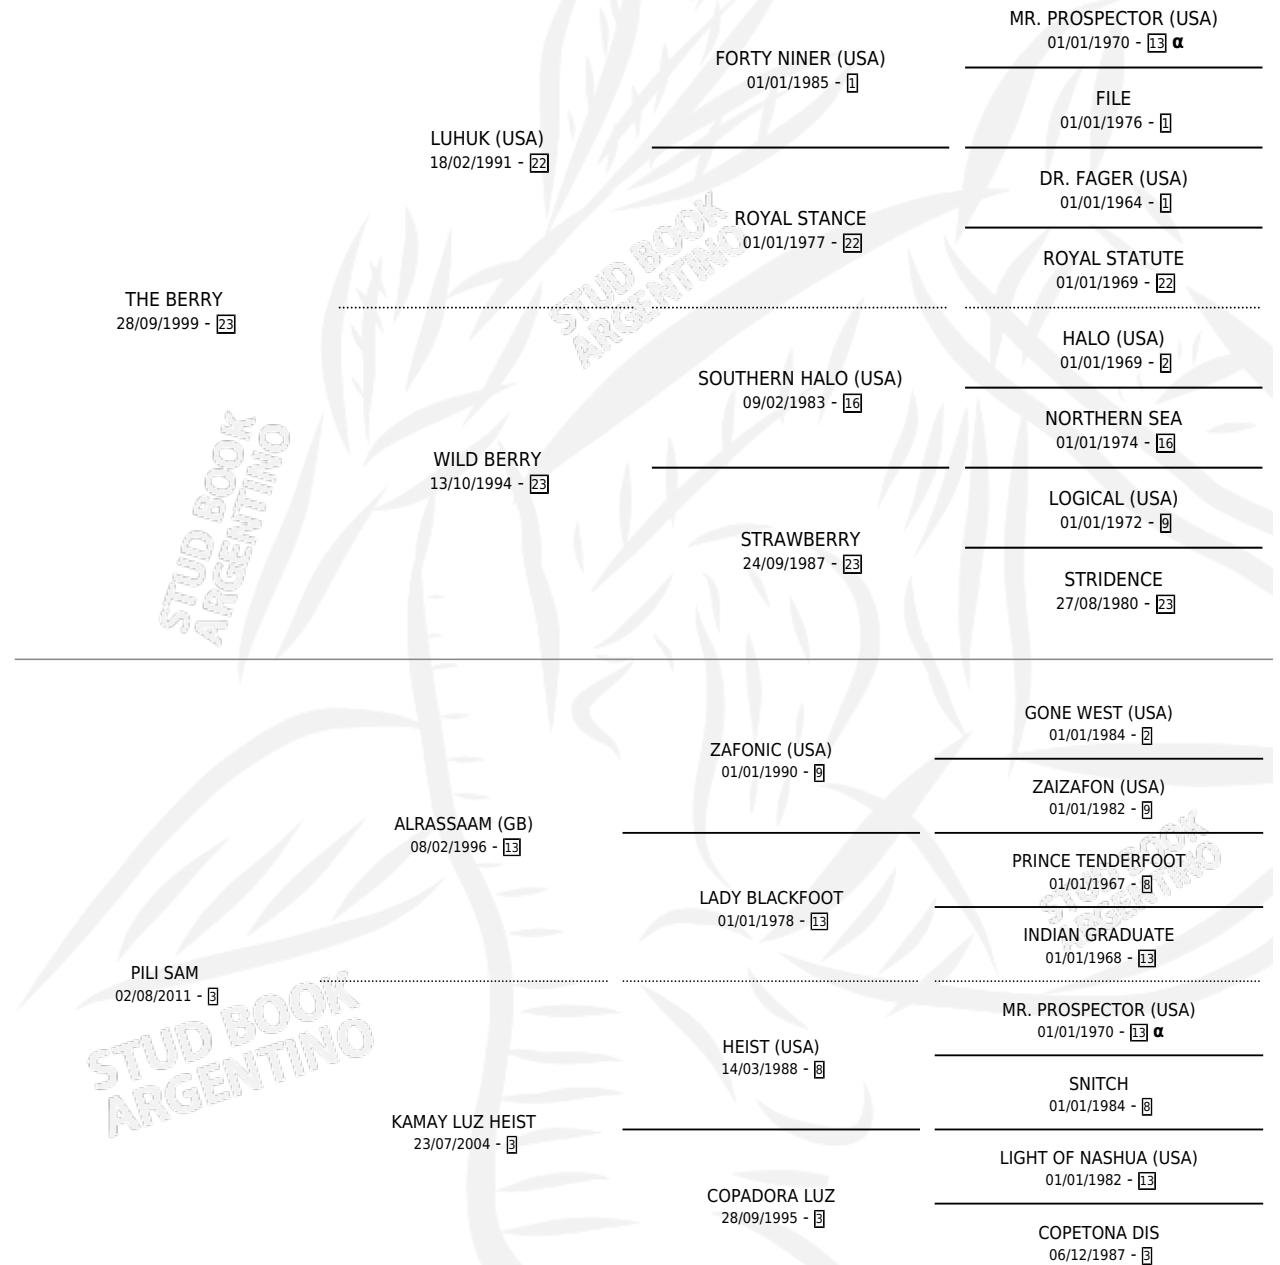 MR. PROSPECTOR (USA)
01/01/1970 - 13 α
FORTY NINER (USA)
01/01/1985 - 1
FILE
01/01/1976 - 1
LUHUK (USA)
18/02/1991 - 22
DR. FAGER (USA)
01/01/1964 - 1
ROYAL STANCE
01/01/1977 - 22
ROYAL STATUTE
01/01/1969 - 22
THE BERRY
28/09/1999 - 23
HALO (USA)
01/01/1969 - 2
SOUTHERN HALO (USA)
09/02/1983 - 16
NORTHERN SEA
01/01/1974 - 16
WILD BERRY
13/10/1994 - 23
LOGICAL (USA)
01/01/1972 - 9
STRAWBERRY
24/09/1987 - 23
STRIDENCE
27/08/1980 - 23
GONE WEST (USA)
01/01/1984 - 2
ZAFONIC (USA)
01/01/1990 - 9
ZAIZAFON (USA)
01/01/1982 - 9
ALRASSAAM (GB)
08/02/1996 - 13
PRINCE TENDERFOOT
01/01/1967 - 8
LADY BLACKFOOT
01/01/1978 - 13
INDIAN GRADUATE
01/01/1968 - 13
PILI SAM
02/08/2011 - 3
MR. PROSPECTOR (USA)
01/01/1970 - 13 α
HEIST (USA)
14/03/1988 - 8
SNITCH
01/01/1984 - 8
KAMAY LUZ HEIST
23/07/2004 - 3
LIGHT OF NASHUA (USA)
01/01/1982 - 13
COPADORA LUZ
28/09/1995 - 3
COPETONA DIS
06/12/1987 - 3
STUD BOOK
ARGENTINO
STUD BOOK
ARGENTINO
STUD BOOK
ARGENTINO
STUD BOOK
ARGENTINO